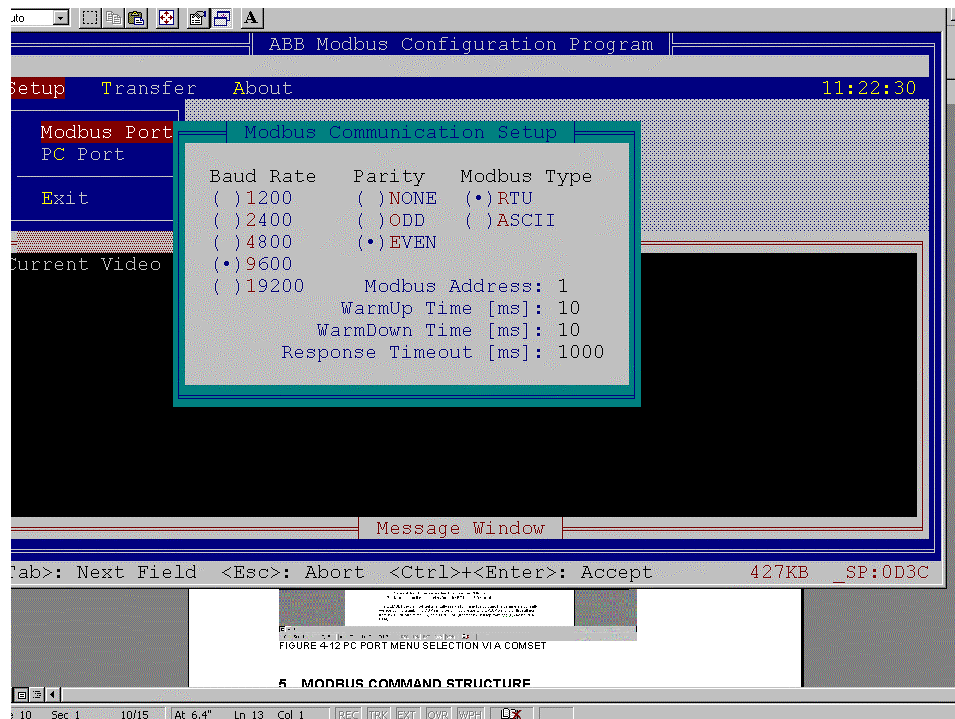 uto
A
ABB Modbus Configuration Program
Setup Transfer About 11:22:30
Modbus Port
PC Port
Exit
Modbus Communication Setup
Baud Rate Parity Modbus Type
( )1200 ( )NONE (•)RTU
( )2400 ( )ODD ( )ASCII
( )4800 (•)EVEN
(•)9600
( )19200 Modbus Address: 1
WarmUp Time [ms]: 10
WarmDown Time [ms]: 10
Response Timeout [ms]: 1000
Current Video
Message Window
Tab>: Next Field <Esc>: Abort <Ctrl>+<Enter>: Accept 427KB _SP:0D3C
FIGURE 4-12 PC PORT MENU SELECTION VIA COMSET
5 MODBUS COMMAND STRUCTURE
e 10 Sec 1 10/15 At 6.4" Ln 13 Col 1 REC TRK EXT OVR WPH